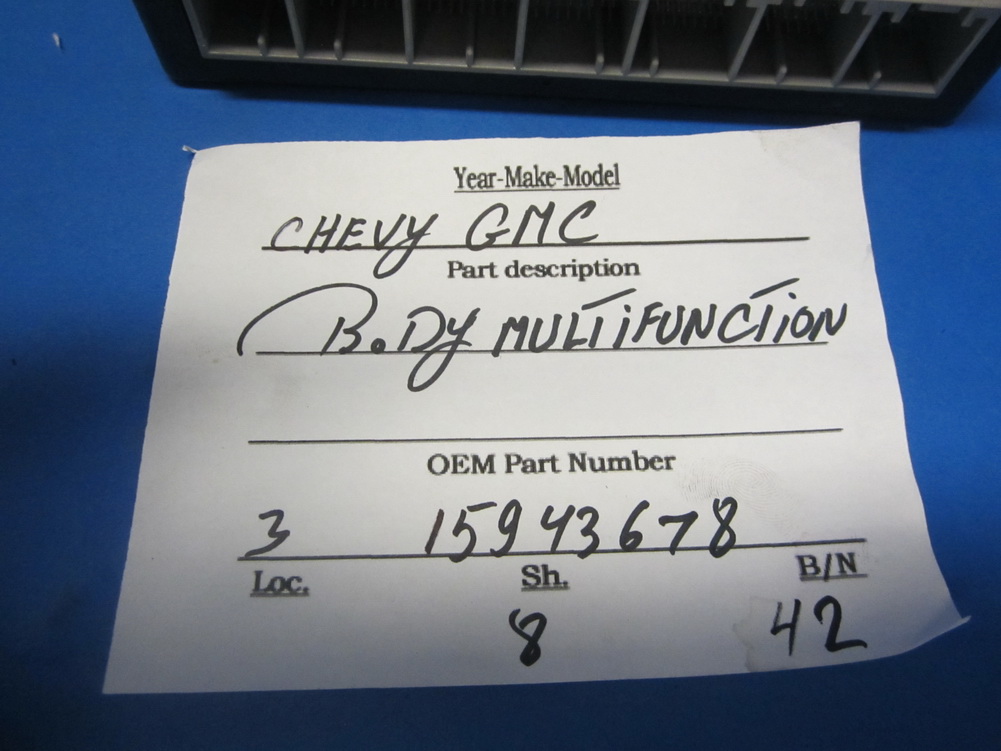 Year-Make-Model
CHEVY GMC
Part description
B.DY MULTiFUNCTiON
OEM Part Number
3 15943678
Loc. Sh. B/N
8 42